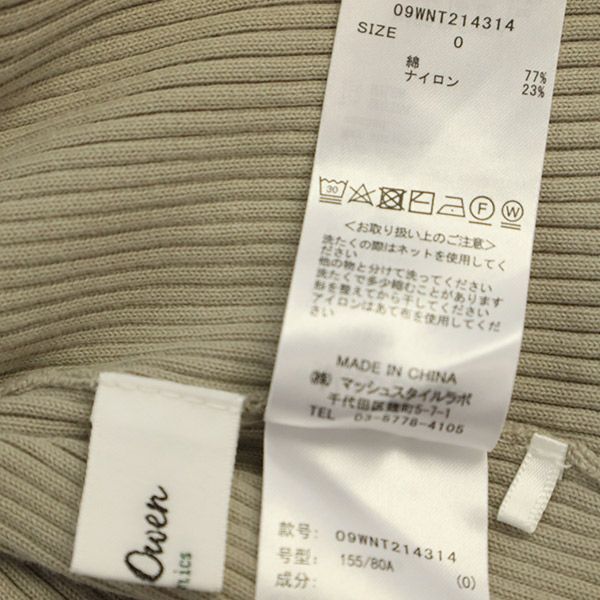 09WNT214314
SIZE 0
綿 77%
ナイロン 23%
30
F W
<お取り扱い上のご注意>
洗たくの際はネットを使用してください
他の物と分けて洗ってください
洗たくで多少縮むことがあります
形を整えてから干してください
アイロンはあて布を使用してください
MADE IN CHINA
(株) マッシュスタイルラボ
千代田区麹町5-7-1
TEL 03-5778-4105
款号: 09WNT214314
号型: 155/80A (0)
成分:
Owen
nics